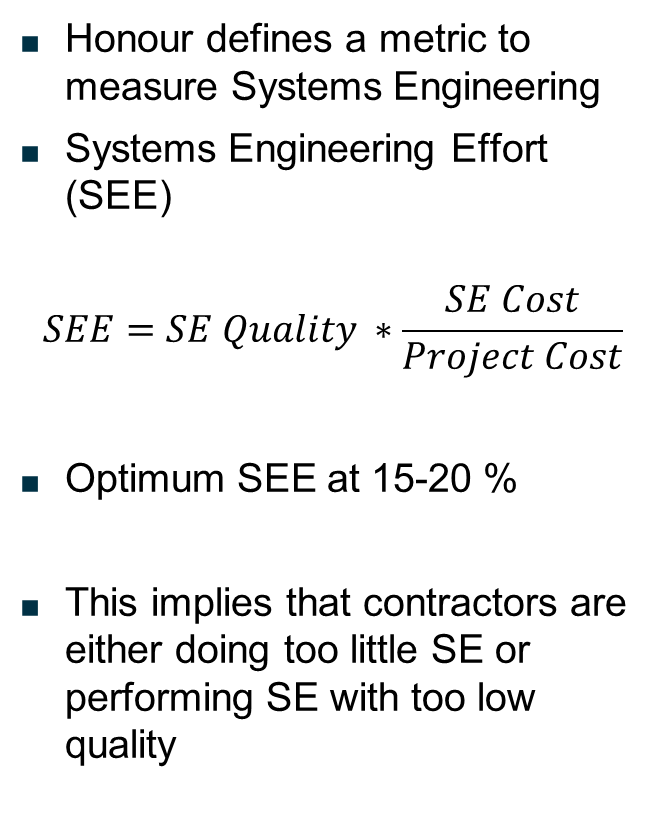 ■ Honour defines a metric to
measure Systems Engineering
■ Systems Engineering Effort
(SEE)
SEE = SE Quality * SE Cost / Project Cost
■ Optimum SEE at 15-20 %
■ This implies that contractors are
either doing too little SE or
performing SE with too low
quality